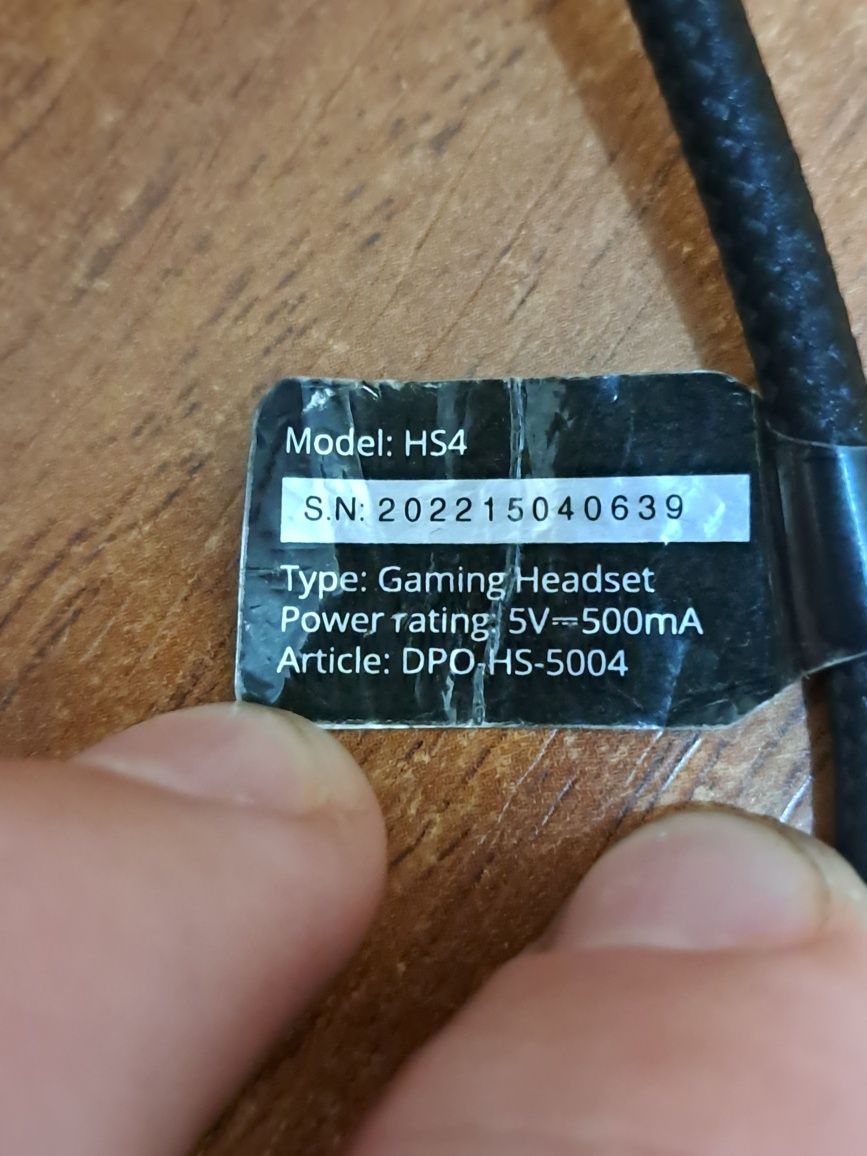 Model: HS4
S.N: 202215040639
Type: Gaming Headset
Power rating: 5V⎓500mA
Article: DPO-HS-5004